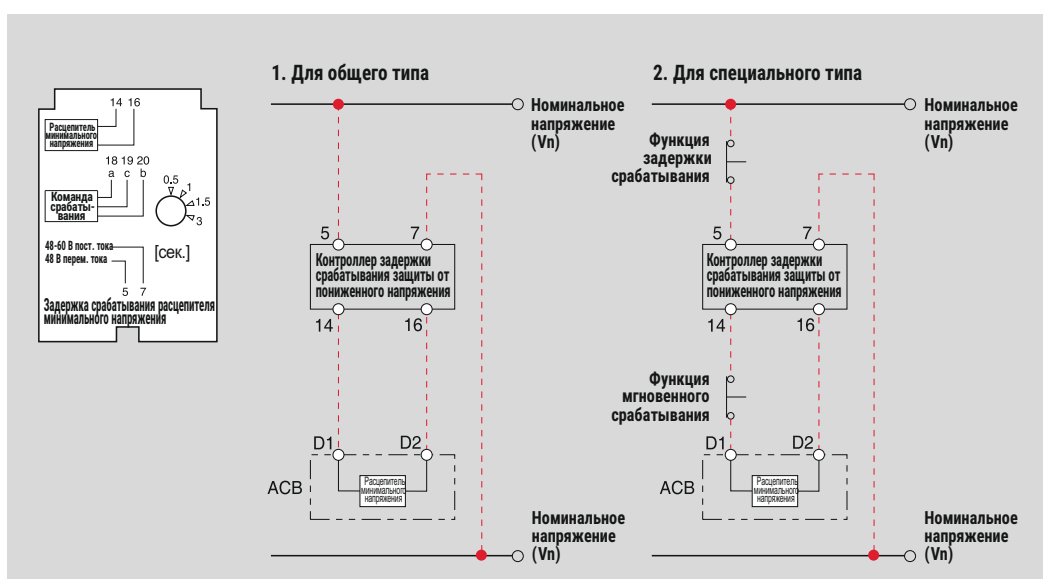 14 16
Расцепитель
минимального
напряжения
18 19 20
a c b
Команда
срабаты-
вания
0.5
1
1.5
3
[сек.]
48-60 В пост. тока
48 В перем. тока
5 7
Задержка срабатывания расцепителя
минимального напряжения
1. Для общего типа
Номинальное
напряжение
(Vn)
5 7
Контроллер задержки
срабатывания защиты от
пониженного напряжения
14 16
D1 D2
ACB
Расцепитель
минимального
напряжения
Номинальное
напряжение
(Vn)
2. Для специального типа
Номинальное
напряжение
(Vn)
Функция
задержки
срабатывания
5 7
Контроллер задержки
срабатывания защиты от
пониженного напряжения
14 16
Функция
мгновенного
срабатывания
D1 D2
ACB
Расцепитель
минимального
напряжения
Номинальное
напряжение
(Vn)